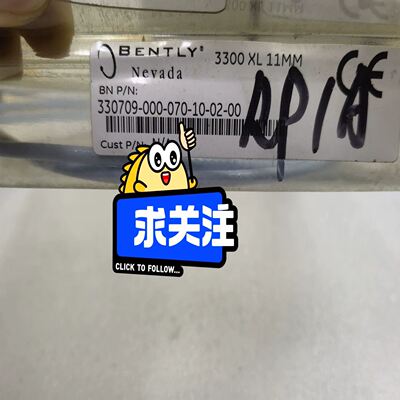 BENTLY®
Nevada
3300 XL 11MM
CE
BN P/N:
330709-000-070-10-02-00
Cust P/N: N/A
求关注
CLICK TO FOLLOW...